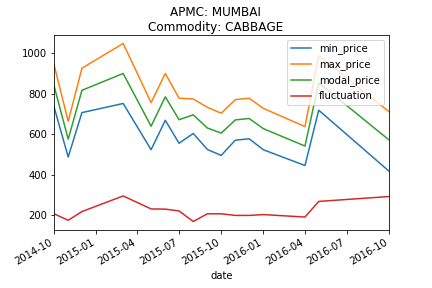 APMC: MUMBAI
Commodity: CABBAGE
min_price
max_price
modal_price
fluctuation
1000
800
600
400
200
2014-10
2015-01
2015-04
2015-07
2015-10
2016-01
2016-04
2016-07
2016-10
date